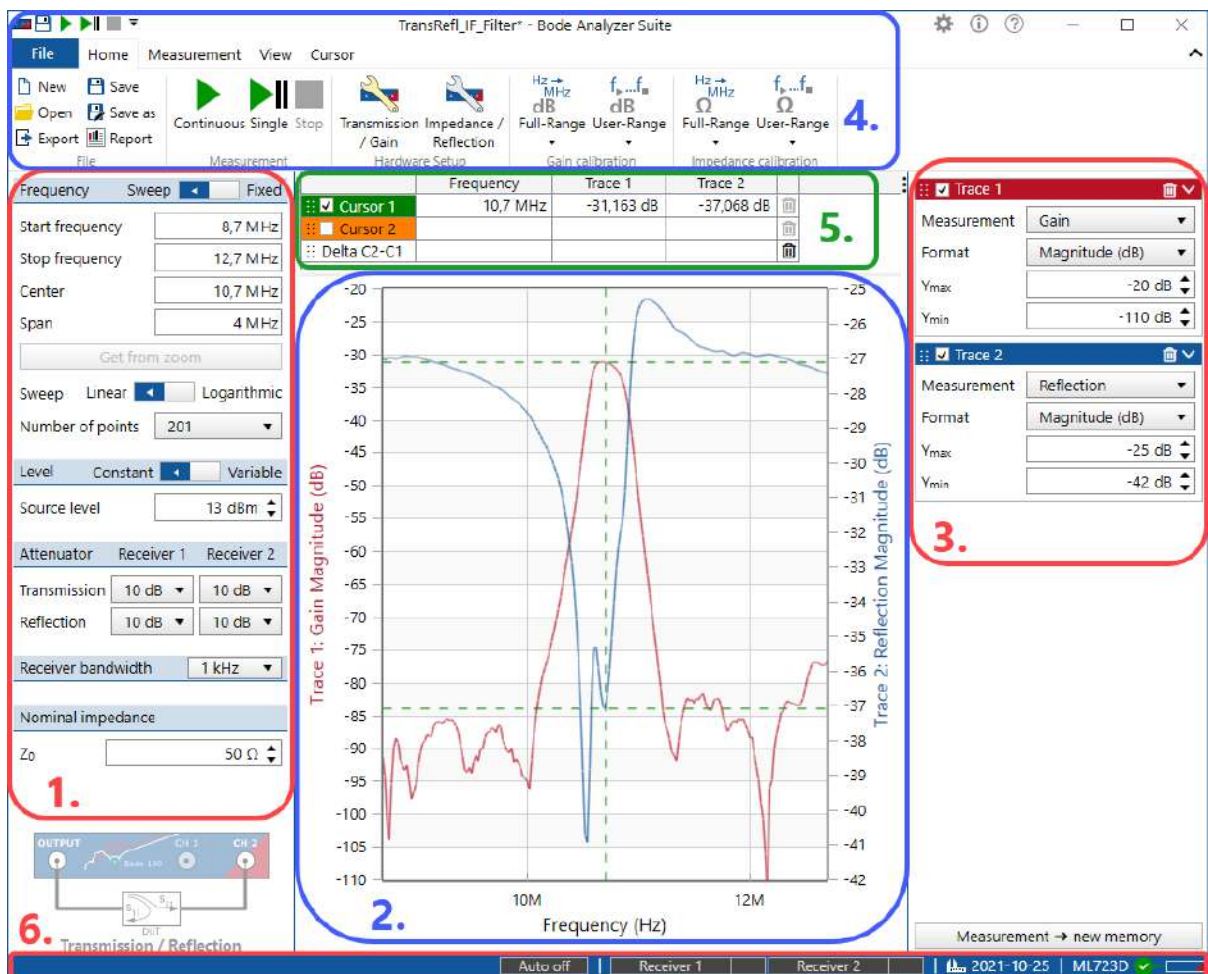 TransRefl_IF_Filter* - Bode Analyzer Suite
File Home Measurement View Cursor
New Save
Open Save as
Export Report
File
Continuous Single Stop
Measurement
Transmission / Gain
Impedance / Reflection
Hardware Setup
Hz→MHz dB Full-Range
f▶...f■ dB User-Range
Gain calibration
Hz→MHz Ω Full-Range
f▶...f■ Ω User-Range
Impedance calibration
4.
Frequency Sweep Fixed
Start frequency 8,7 MHz
Stop frequency 12,7 MHz
Center 10,7 MHz
Span 4 MHz
Get from zoom
Sweep Linear Logarithmic
Number of points 201
Level Constant Variable
Source level 13 dBm
Attenuator Receiver 1 Receiver 2
Transmission 10 dB 10 dB
Reflection 10 dB 10 dB
Receiver bandwidth 1 kHz
Nominal impedance
Z0 50 Ω
1.
OUTPUT CH 1 CH 2
Bode 100
DUT
Transmission / Reflection
6.
Frequency Trace 1 Trace 2
Cursor 1 10,7 MHz -31,163 dB -37,068 dB
Cursor 2
Delta C2-C1
5.
Trace 1: Gain Magnitude (dB)
-20
-25
-30
-35
-40
-45
-50
-55
-60
-65
-70
-75
-80
-85
-90
-95
-100
-105
-110
10M 12M
Frequency (Hz)
2.
-25
-26
-27
-28
-29
-30
-31
-32
-33
-34
-35
-36
-37
-38
-39
-40
-41
-42
Trace 2: Reflection Magnitude (dB)
Trace 1
Measurement Gain
Format Magnitude (dB)
Ymax -20 dB
Ymin -110 dB
Trace 2
Measurement Reflection
Format Magnitude (dB)
Ymax -25 dB
Ymin -42 dB
3.
Measurement → new memory
Auto off Receiver 1 Receiver 2 2021-10-25 ML723D